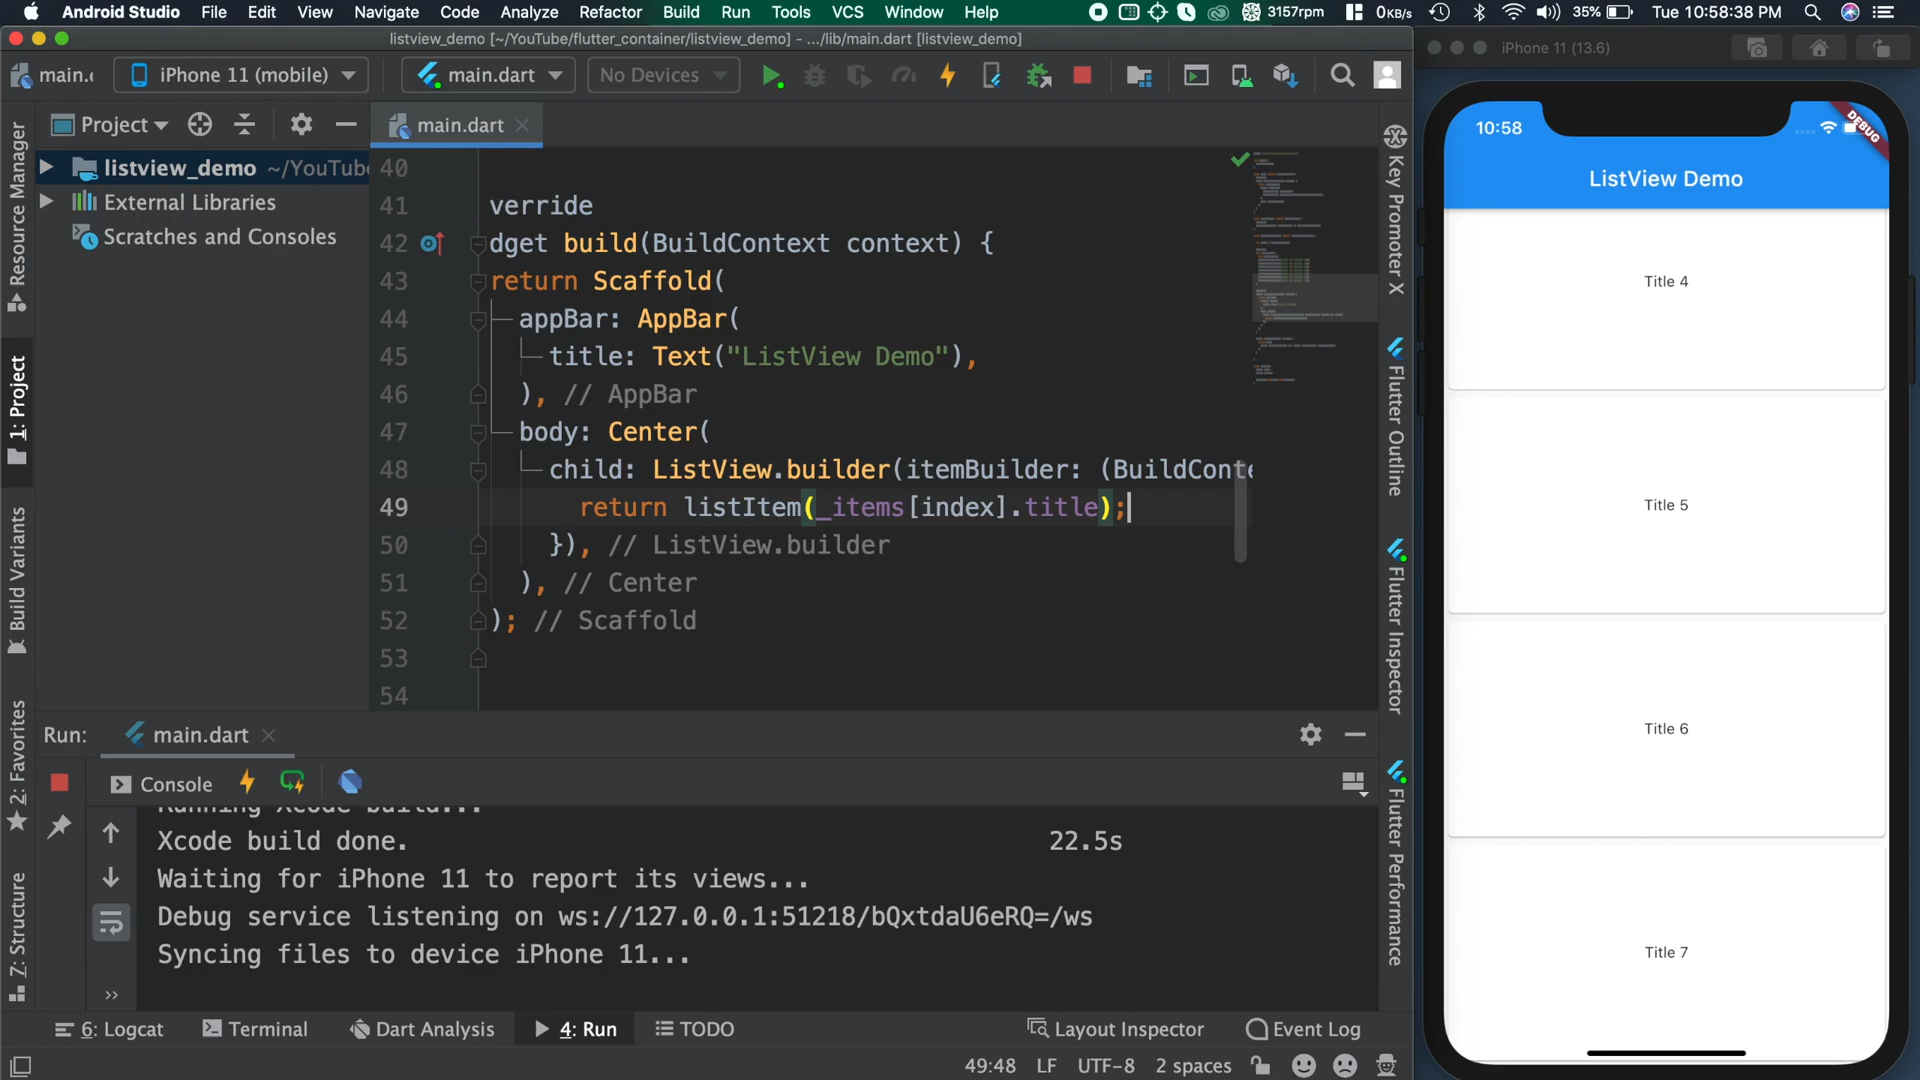 Android Studio File Edit View Navigate Code Analyze Refactor Build Run Tools VCS Window Help 3157rpm 0KB/s 35% Tue 10:58:38 PM
listview_demo [~/YouTube/flutter_container/listview_demo] - .../lib/main.dart [listview_demo]
iPhone 11 (13.6)
main.( iPhone 11 (mobile) main.dart No Devices
Project main.dart
listview_demo ~/YouTube
External Libraries
Scratches and Consoles
Resource Manager
1: Project
Build Variants
2: Favorites
7: Structure
40
41 verride
42 dget build(BuildContext context) {
43 return Scaffold(
44 appBar: AppBar(
45 title: Text("ListView Demo"),
46 ), // AppBar
47 body: Center(
48 child: ListView.builder(itemBuilder: (BuildConte
49 return listItem(_items[index].title);
50 }), // ListView.builder
51 ), // Center
52 ); // Scaffold
53
54
Key Promoter X
Flutter Outline
Flutter Inspector
Flutter Performance
Run: main.dart
Console
Running Xcode build...
Xcode build done. 22.5s
Waiting for iPhone 11 to report its views...
Debug service listening on ws://127.0.0.1:51218/bQxtdaU6eRQ=/ws
Syncing files to device iPhone 11...
6: Logcat Terminal Dart Analysis 4: Run TODO Layout Inspector Event Log
49:48 LF UTF-8 2 spaces
10:58
DEBUG
ListView Demo
Title 4
Title 5
Title 6
Title 7